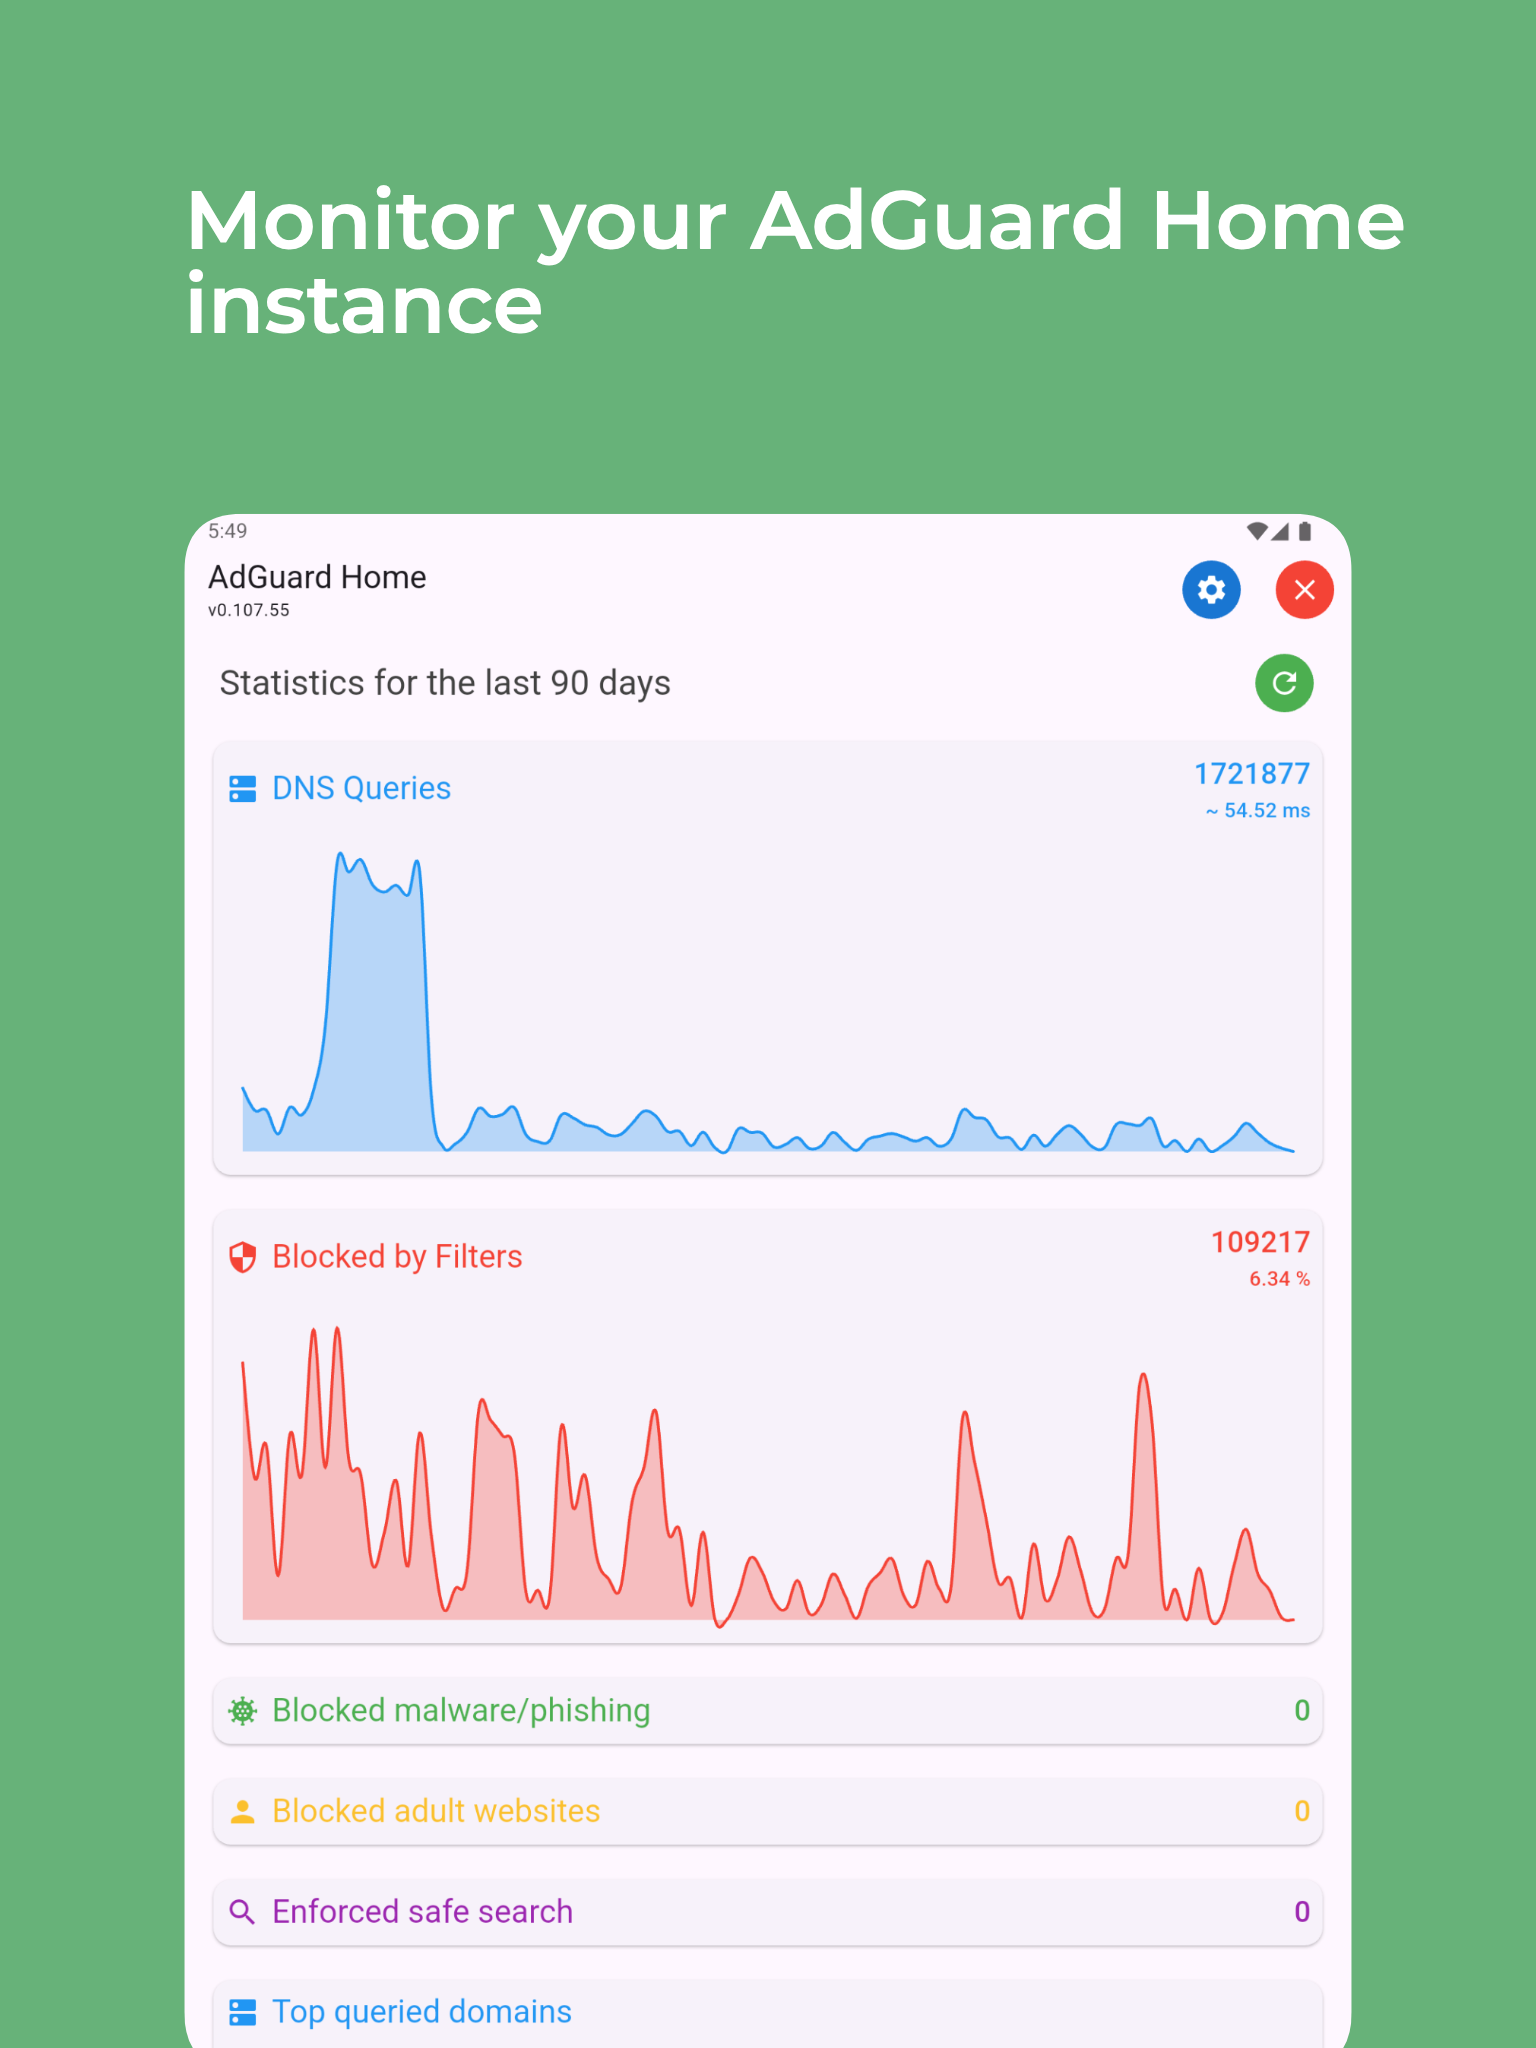 Monitor your AdGuard Home
instance
5:49
AdGuard Home
v0.107.55
Statistics for the last 90 days
DNS Queries
1721877
~ 54.52 ms
Blocked by Filters
109217
6.34 %
Blocked malware/phishing
0
Blocked adult websites
0
Enforced safe search
0
Top queried domains